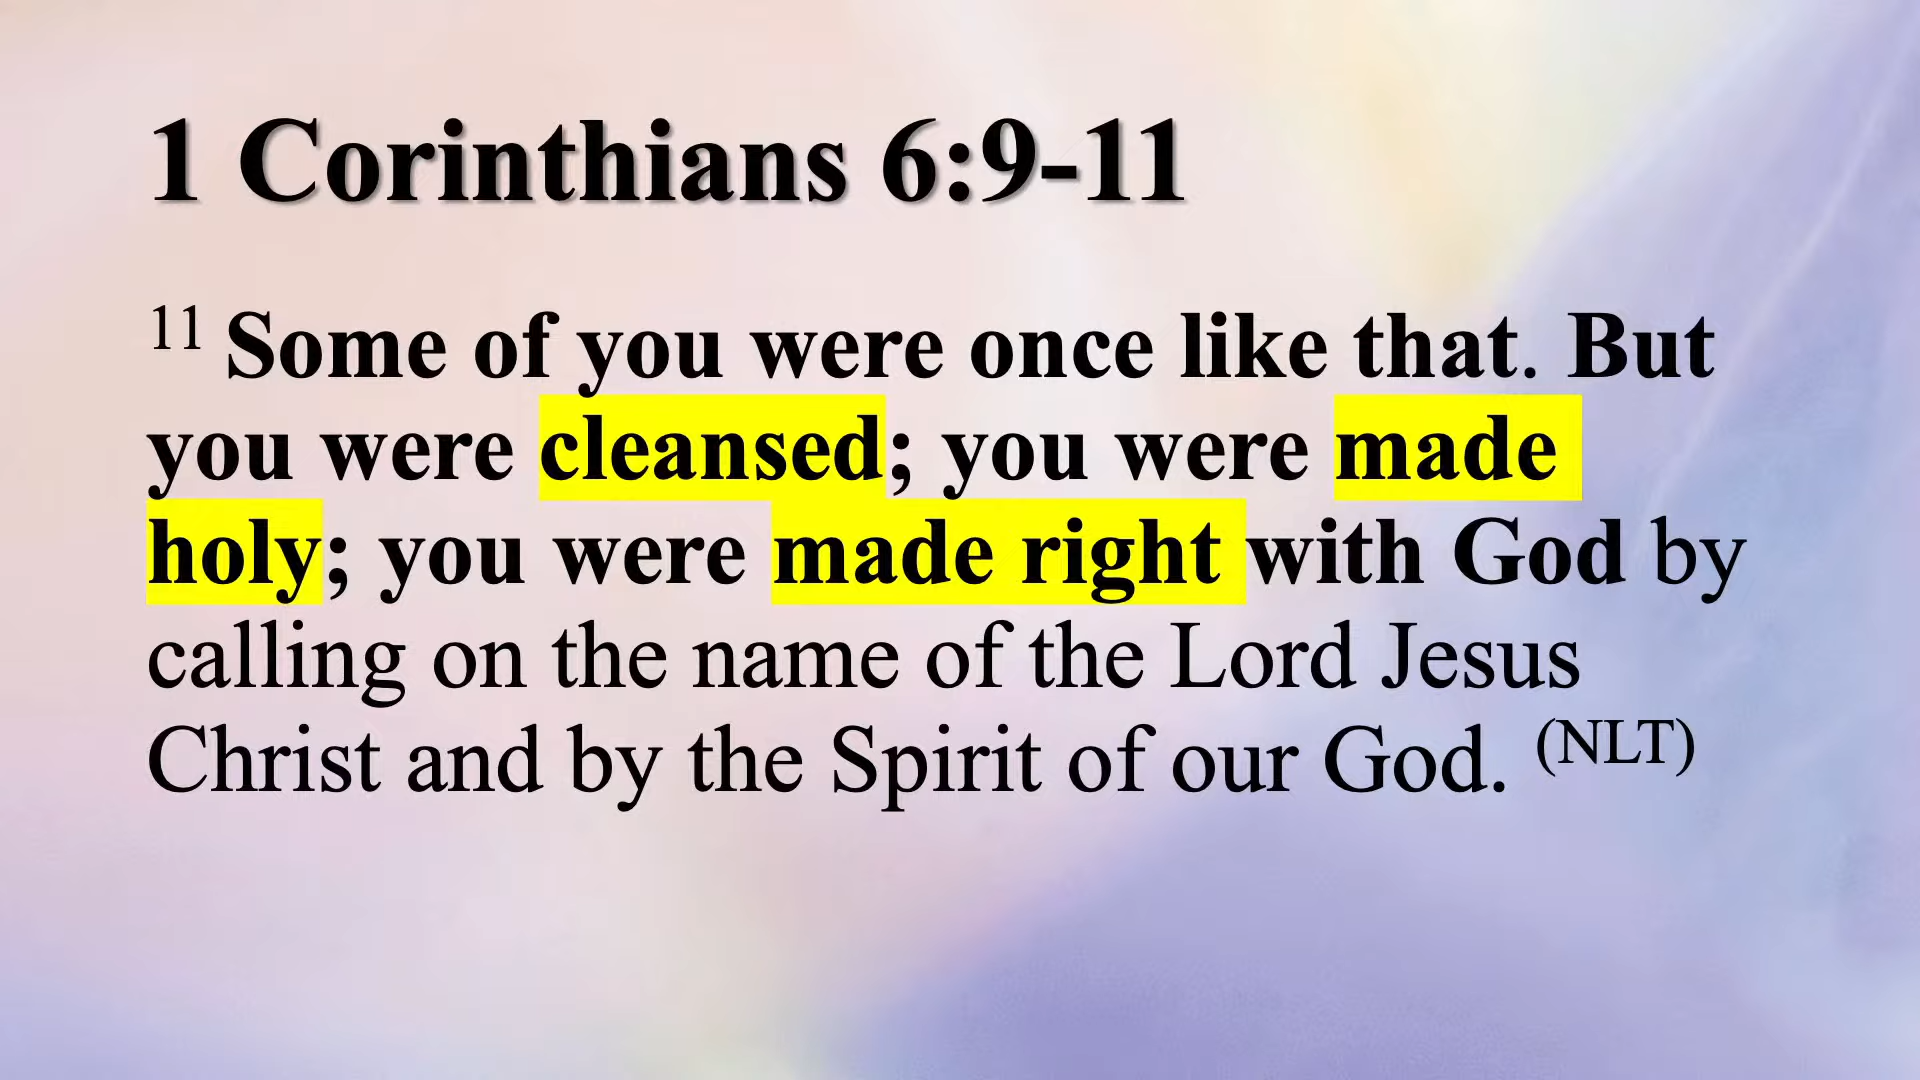 1 Corinthians 6:9-11
11 Some of you were once like that. But
you were cleansed; you were made
holy; you were made right with God by
calling on the name of the Lord Jesus
Christ and by the Spirit of our God. (NLT)